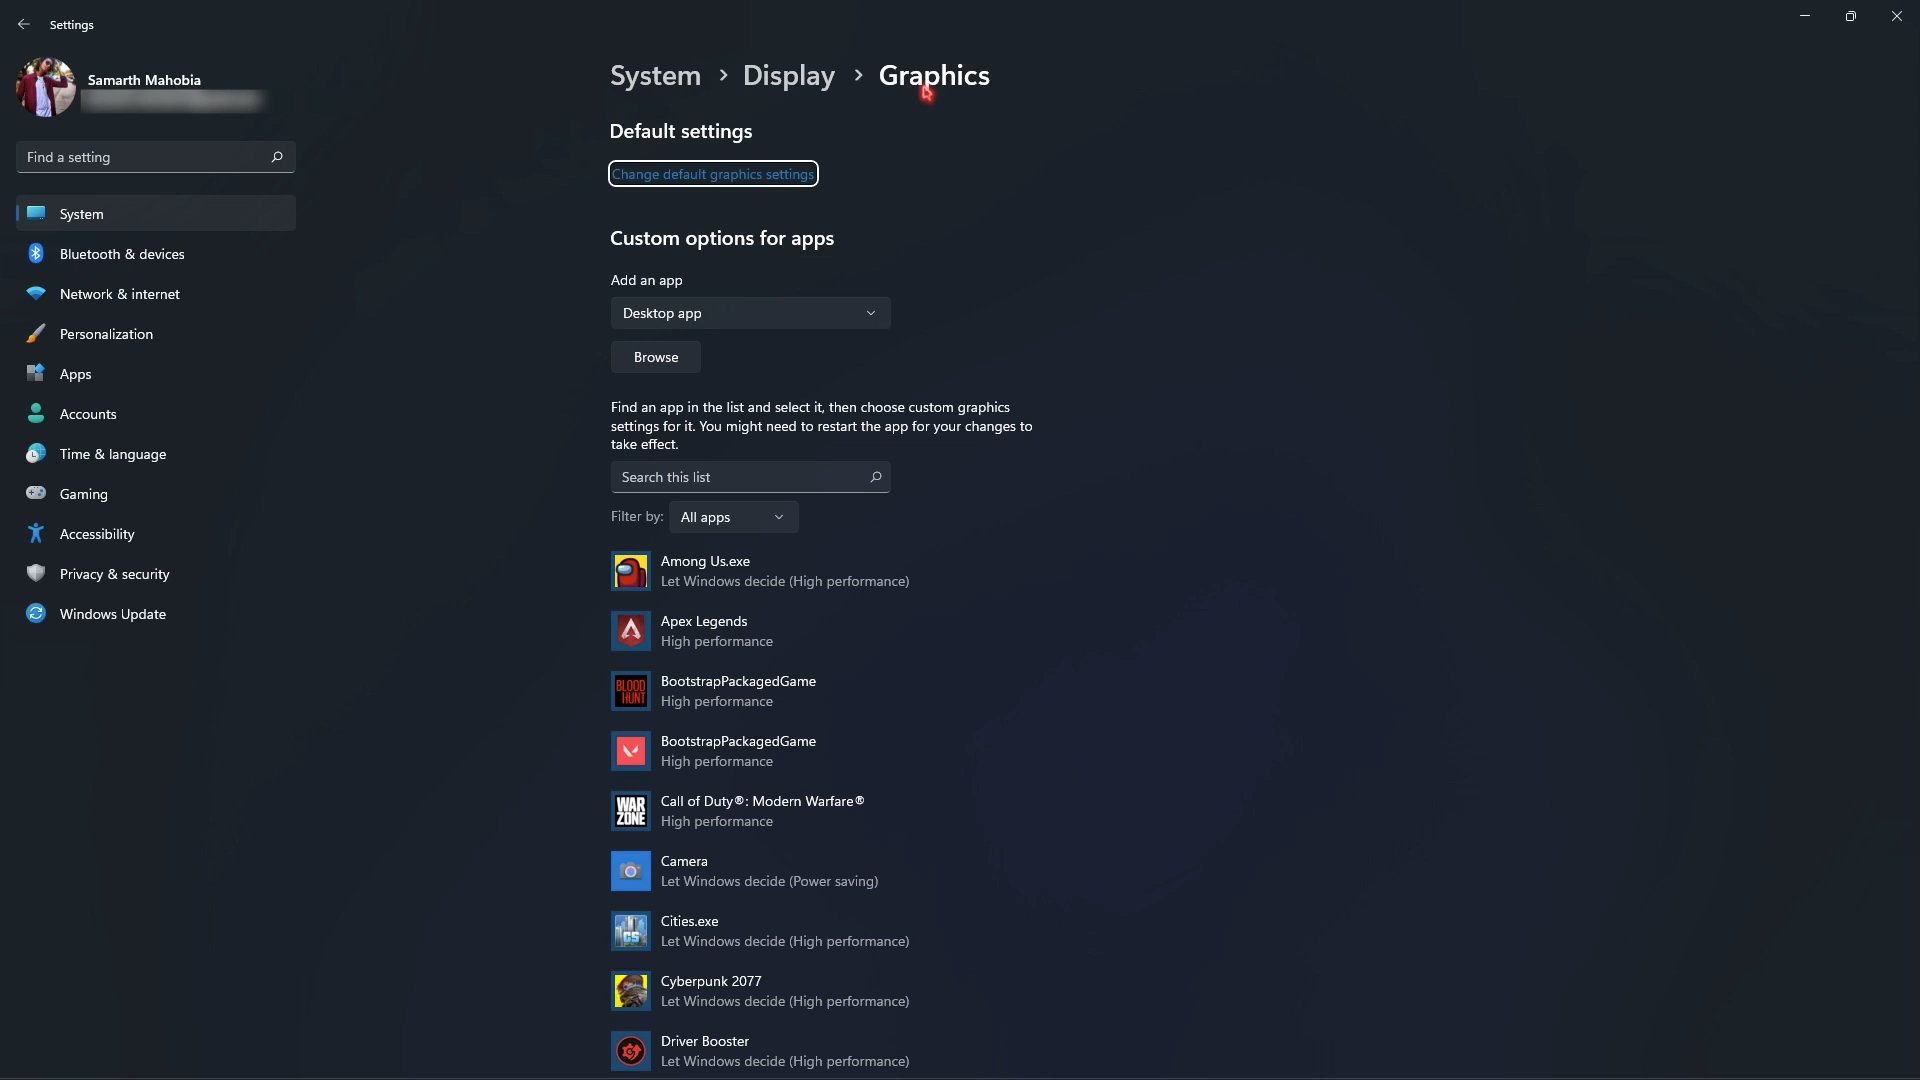 Settings
Samarth Mahobia
Find a setting
System
Bluetooth & devices
Network & internet
Personalization
Apps
Accounts
Time & language
Gaming
Accessibility
Privacy & security
Windows Update
System › Display › Graphics
Default settings
Change default graphics settings
Custom options for apps
Add an app
Desktop app
Browse
Find an app in the list and select it, then choose custom graphics
settings for it. You might need to restart the app for your changes to
take effect.
Search this list
Filter by: All apps
Among Us.exe
Let Windows decide (High performance)
Apex Legends
High performance
BLOOD
HUNT
BootstrapPackagedGame
High performance
BootstrapPackagedGame
High performance
WAR
ZONE
Call of Duty®: Modern Warfare®
High performance
Camera
Let Windows decide (Power saving)
CS
Cities.exe
Let Windows decide (High performance)
Cyberpunk 2077
Let Windows decide (High performance)
Driver Booster
Let Windows decide (High performance)